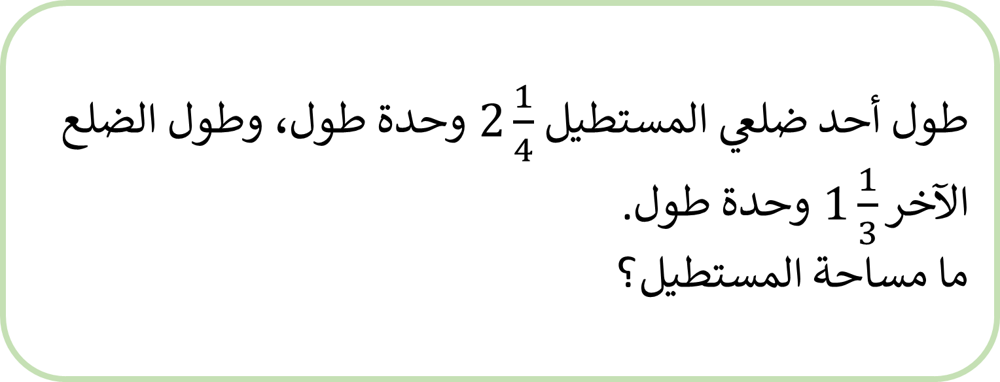 طول أحد ضلعي المستطيل 2 1/4 وحدة طول، وطول الضلع
الآخر 1 1/3 وحدة طول.
ما مساحة المستطيل؟